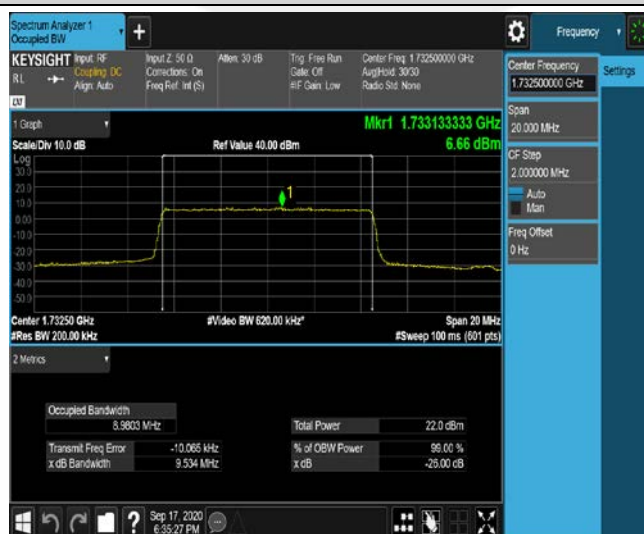 Spectrum Analyzer 1
Occupied BW
+
Frequency
KEYSIGHT
RL
Input: RF
Coupling: DC
Align: Auto
Input Z: 50 Ω
Corrections: On
Freq Ref: Int (S)
Atten: 30 dB
Trig: Free Run
Gate: Off
#IF Gain: Low
Center Freq: 1.732500000 GHz
Avg|Hold: 30/30
Radio Std: None
Center Frequency
1.732500000 GHz
Settings
Span
20.000 MHz
CF Step
2.000000 MHz
Auto
Man
Freq Offset
0 Hz
1 Graph
Mkr1 1.733133333 GHz
Scale/Div 10.0 dB
Ref Value 40.00 dBm
6.66 dBm
Log
30.0
20.0
10.0
0.00
-10.0
-20.0
-30.0
-40.0
-50.0
1
Center 1.73250 GHz
#Video BW 620.00 kHz*
Span 20 MHz
#Res BW 200.00 kHz
#Sweep 100 ms (601 pts)
2 Metrics
Occupied Bandwidth
8.9803 MHz
Total Power
22.0 dBm
Transmit Freq Error
-10.065 kHz
% of OBW Power
99.00 %
x dB Bandwidth
9.534 MHz
x dB
-26.00 dB
?
Sep 17, 2020
6:35:27 PM